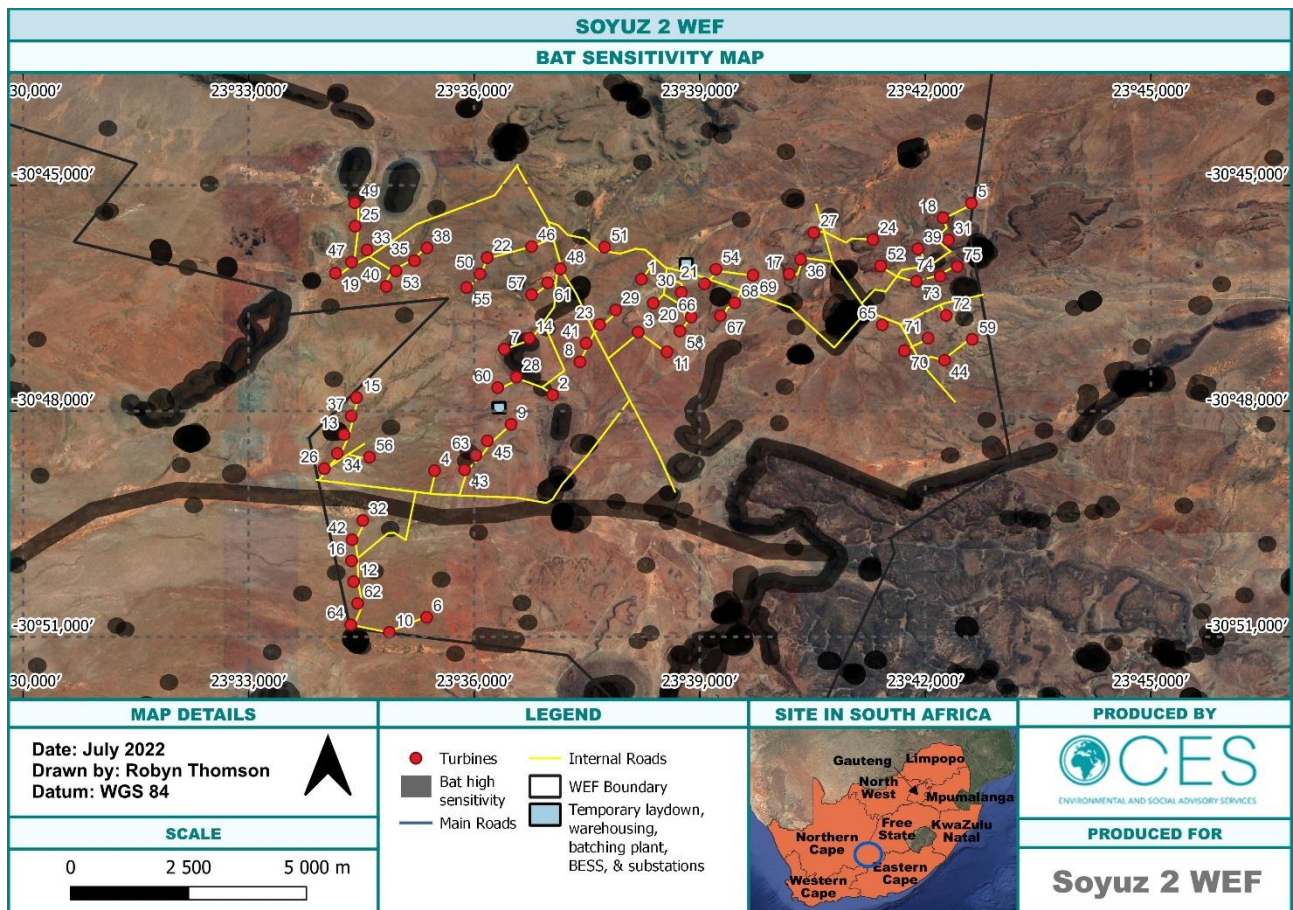 SOYUZ 2 WEF
BAT SENSITIVITY MAP
30,000' 23°33,000' 23°36,000' 23°39,000' 23°42,000' 23°45,000'
-30°45,000' -30°45,000'
49 5
25 18
27
33 38 46 51 24 39 31
47 35 22 48 52 75
19 40 53 50 1 21 54 17 36 74
55 57 61 30 69 73
29 66 68 72
23 20 67 65
7 14 41 3 58 71 59
8 11 70 44
28
60 2
15
-30°48,000' -30°48,000'
37 9
13
56 63 45
26 34 4 43
32
42
16
12
62 6
64 10
-30°51,000' -30°51,000'
30,000' 23°33,000' 23°36,000' 23°39,000' 23°42,000' 23°45,000'
MAP DETAILS
Date: July 2022
Drawn by: Robyn Thomson
Datum: WGS 84
SCALE
0 2 500 5 000 m
LEGEND
Turbines
Bat high
sensitivity
Main Roads
Internal Roads
WEF Boundary
Temporary laydown,
warehousing,
batching plant,
BESS, & substations
SITE IN SOUTH AFRICA
Gauteng
Limpopo
North
West
Mpumalanga
Free
State
KwaZulu
Natal
Northern
Cape
Eastern
Cape
Western
Cape
PRODUCED BY
CES
ENVIRONMENTAL AND SOCIAL ADVISORY SERVICES
PRODUCED FOR
Soyuz 2 WEF